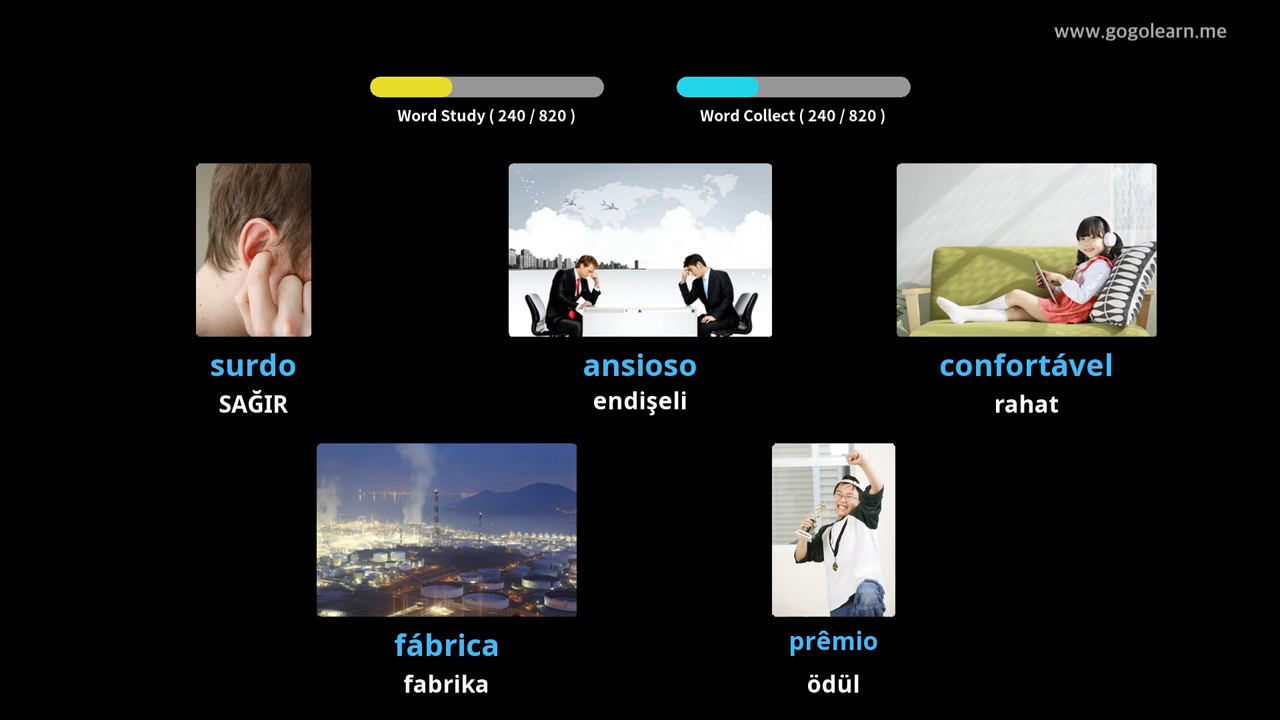 www.gogolearn.me
Word Study ( 240 / 820 )
Word Collect ( 240 / 820 )
surdo
SAĞIR
ansioso
endişeli
confortável
rahat
fábrica
fabrika
prêmio
ödül